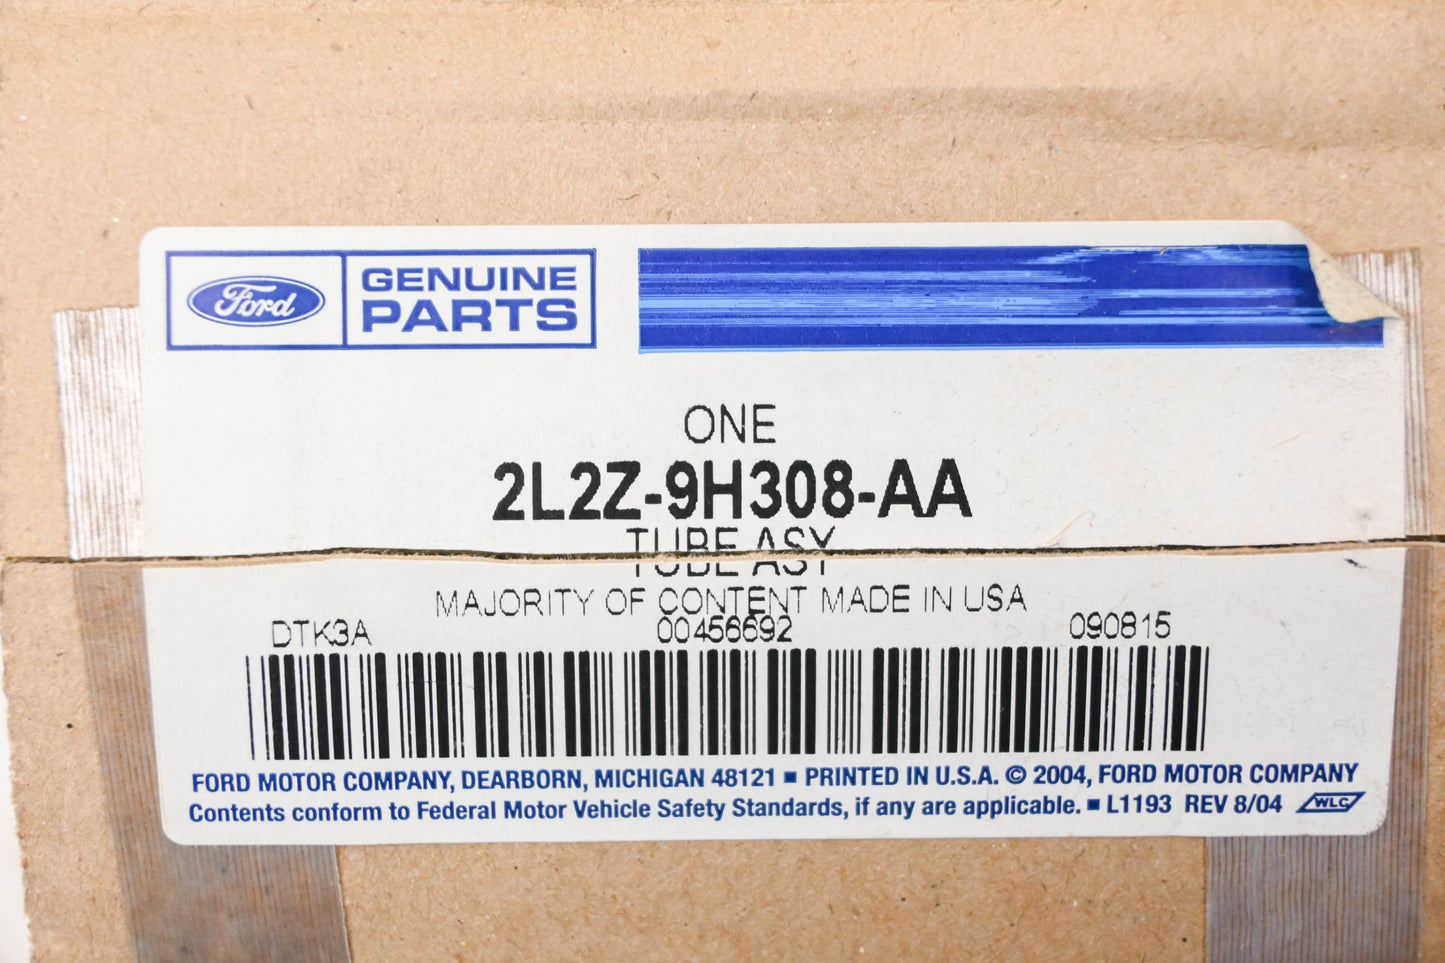 Ford
GENUINE
PARTS
ONE
2L2Z-9H308-AA
TUBE ASY
MAJORITY OF CONTENT MADE IN USA
DTK3A 00456692 090815
FORD MOTOR COMPANY, DEARBORN, MICHIGAN 48121 ▪ PRINTED IN U.S.A. © 2004, FORD MOTOR COMPANY
Contents conform to Federal Motor Vehicle Safety Standards, if any are applicable. ▪ L1193 REV 8/04 WLC